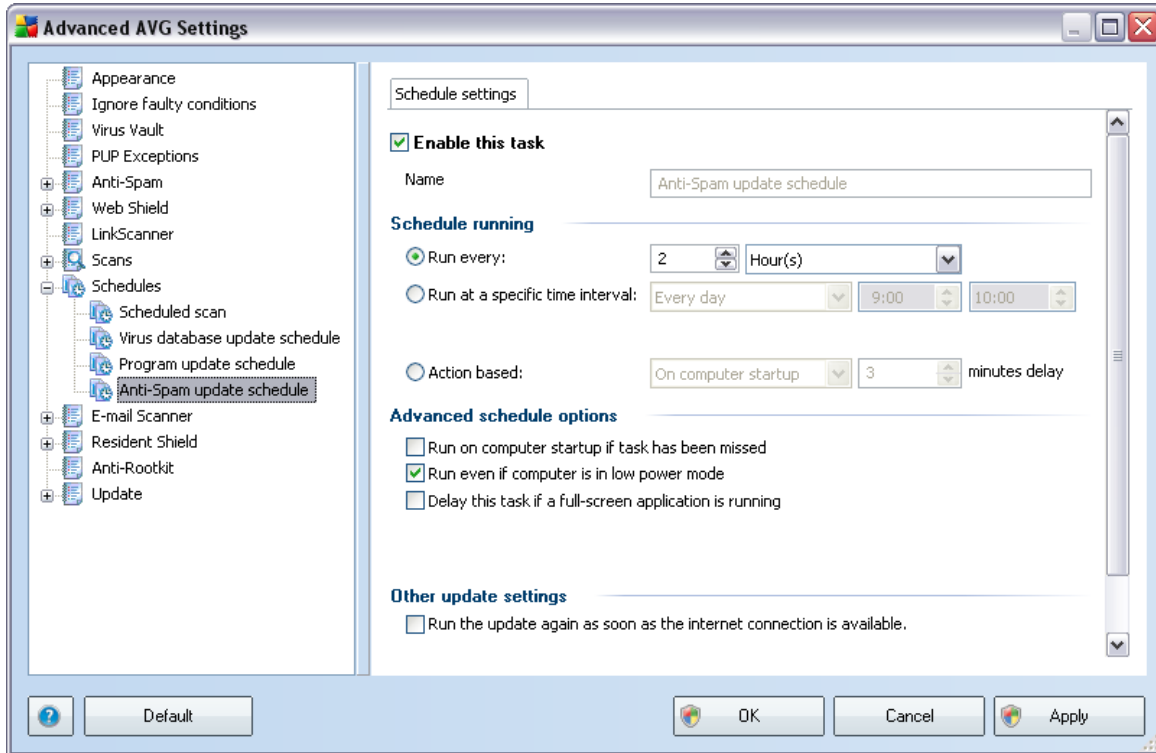 Advanced AVG Settings
Appearance
Ignore faulty conditions
Virus Vault
PUP Exceptions
Anti-Spam
Web Shield
LinkScanner
Scans
Schedules
Scheduled scan
Virus database update schedule
Program update schedule
Anti-Spam update schedule
E-mail Scanner
Resident Shield
Anti-Rootkit
Update
Schedule settings
Enable this task
Name Anti-Spam update schedule
Schedule running
Run every: 2 Hour(s)
Run at a specific time interval: Every day 9:00 10:00
Action based: On computer startup 3 minutes delay
Advanced schedule options
Run on computer startup if task has been missed
Run even if computer is in low power mode
Delay this task if a full-screen application is running
Other update settings
Run the update again as soon as the internet connection is available.
? Default OK Cancel Apply